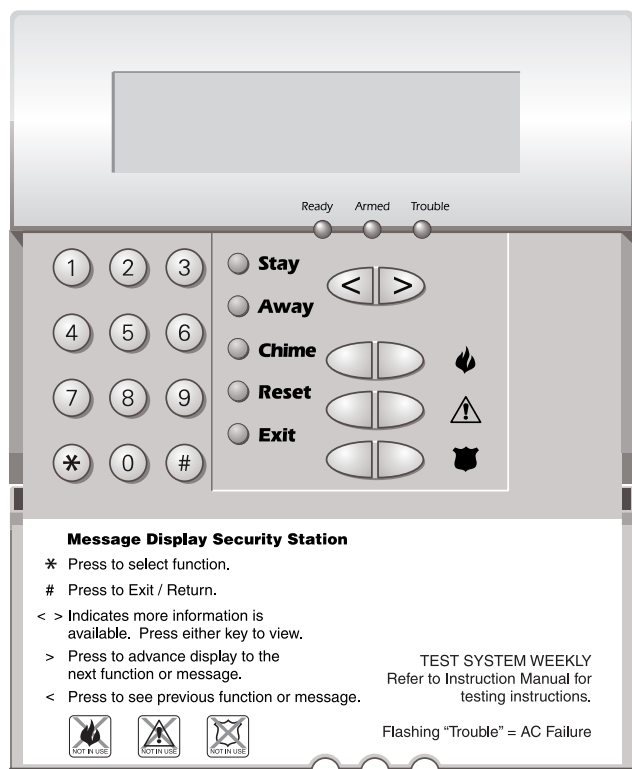 Ready Armed Trouble
1 2 3
Stay
< >
Away
4 5 6
Chime
7 8 9
Reset
Exit
* 0 #
Message Display Security Station
* Press to select function.
# Press to Exit / Return.
< > Indicates more information is
available. Press either key to view.
> Press to advance display to the
next function or message.
< Press to see previous function or message.
NOT IN USE NOT IN USE NOT IN USE
TEST SYSTEM WEEKLY
Refer to Instruction Manual for
testing instructions.
Flashing “Trouble” = AC Failure